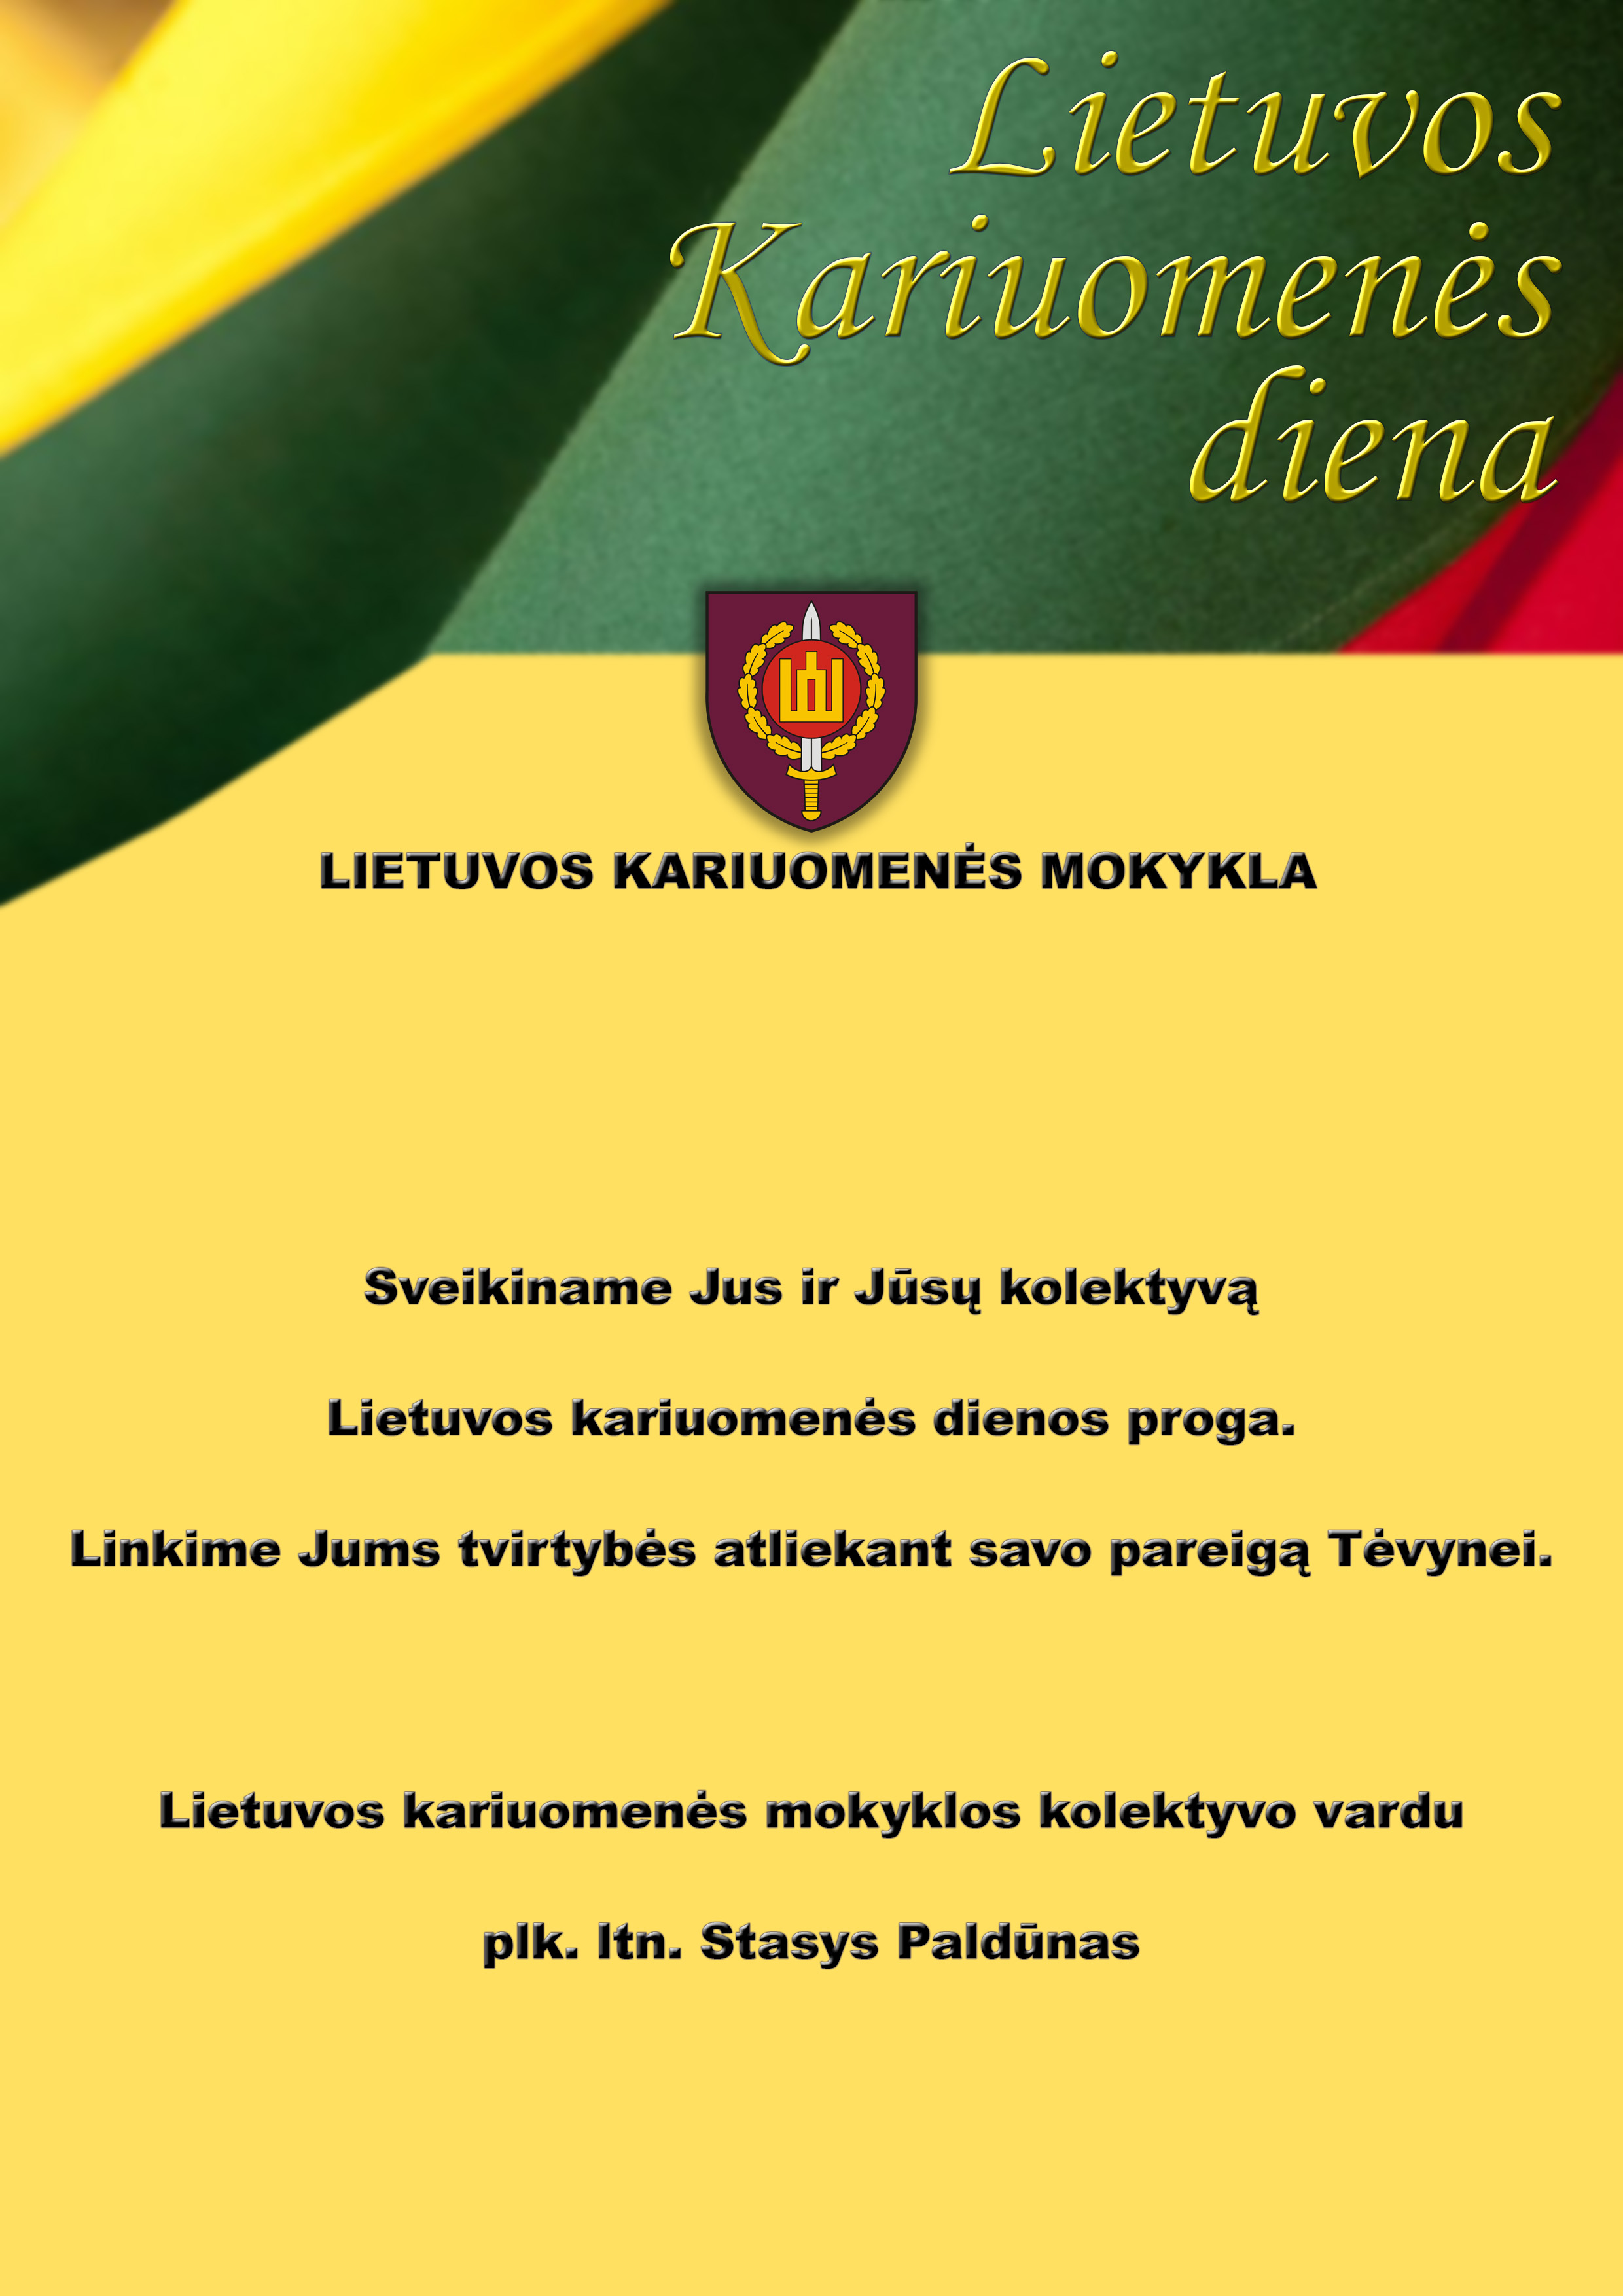 Lietuvos
Kariuomenės
diena
LIETUVOS KARIUOMENĖS MOKYKLA
Sveikiname Jus ir Jūsų kolektyvą
Lietuvos kariuomenės dienos proga.
Linkime Jums tvirtybės atliekant savo pareigą Tėvynei.
Lietuvos kariuomenės mokyklos kolektyvo vardu
plk. ltn. Stasys Paldūnas